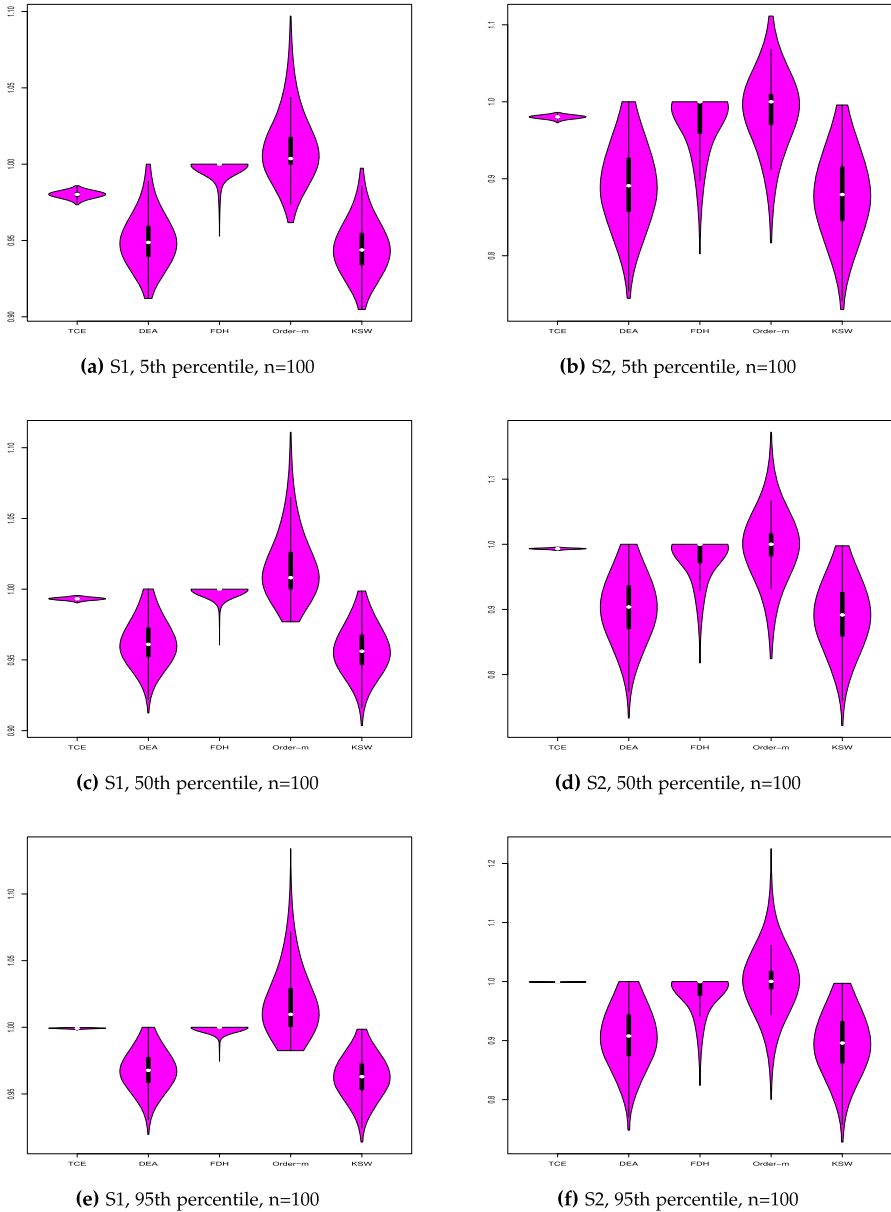 1.10
1.05
1.00
0.95
0.90
TCE DEA FDH Order−m KSW
(a) S1, 5th percentile, n=100
1.1
1.0
0.9
0.8
TCE DEA FDH Order−m KSW
(b) S2, 5th percentile, n=100
1.10
1.05
1.00
0.95
0.90
TCE DEA FDH Order−m KSW
(c) S1, 50th percentile, n=100
1.1
1.0
0.9
0.8
TCE DEA FDH Order−m KSW
(d) S2, 50th percentile, n=100
1.10
1.05
1.00
0.95
TCE DEA FDH Order−m KSW
(e) S1, 95th percentile, n=100
1.2
1.1
1.0
0.9
0.8
TCE DEA FDH Order−m KSW
(f) S2, 95th percentile, n=100